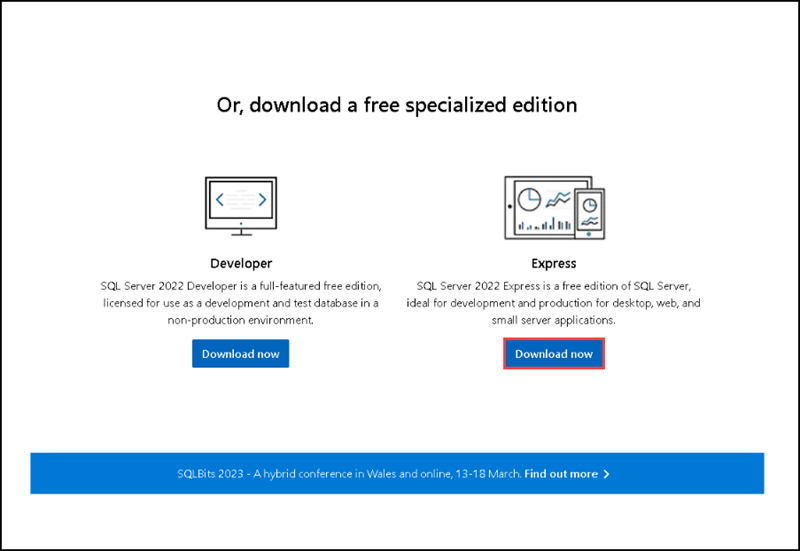 Or, download a free specialized edition
Developer
SQL Server 2022 Developer is a full-featured free edition,
licensed for use as a development and test database in a
non-production environment.
Download now
Express
SQL Server 2022 Express is a free edition of SQL Server,
ideal for development and production for desktop, web, and
small server applications.
Download now
SQLBits 2023 - A hybrid conference in Wales and online, 13-18 March. Find out more